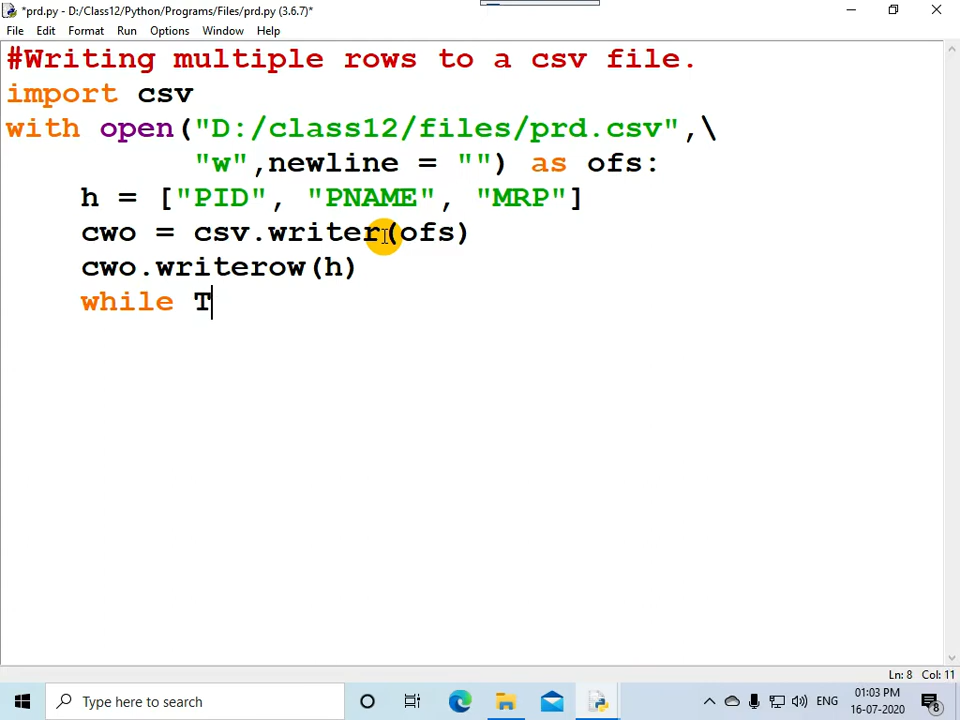 *prd.py - D:/Class12/Python/Programs/Files/prd.py (3.6.7)*
File Edit Format Run Options Window Help
#Writing multiple rows to a csv file.
import csv
with open("D:/class12/files/prd.csv",\
"w",newline = "") as ofs:
h = ["PID", "PNAME", "MRP"]
cwo = csv.writer(ofs)
cwo.writerow(h)
while T
Ln: 8 Col: 11
Type here to search
ENG
01:03 PM
16-07-2020
8